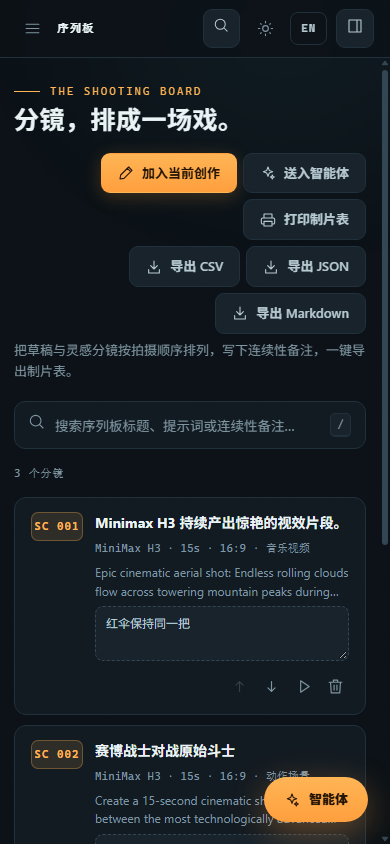 序列板
EN
THE SHOOTING BOARD
分镜，排成一场戏。
加入当前创作
送入智能体
打印制片表
导出 CSV
导出 JSON
导出 Markdown
把草稿与灵感分镜按拍摄顺序排列，写下连续性备注，一键导
出制片表。
搜索序列板标题、提示词或连续性备注...
/
3 个分镜
SC 001
Minimax H3 持续产出惊艳的视效片段。
MiniMax H3 · 15s · 16:9 · 音乐视频
Epic cinematic aerial shot: Endless rolling clouds
flow across towering mountain peaks during...
红伞保持同一把
SC 002
赛博战士对战原始斗士
MiniMax H3 · 15s · 16:9 · 动作场景
Create a 15-second cinematic
between the most technologically
智能体